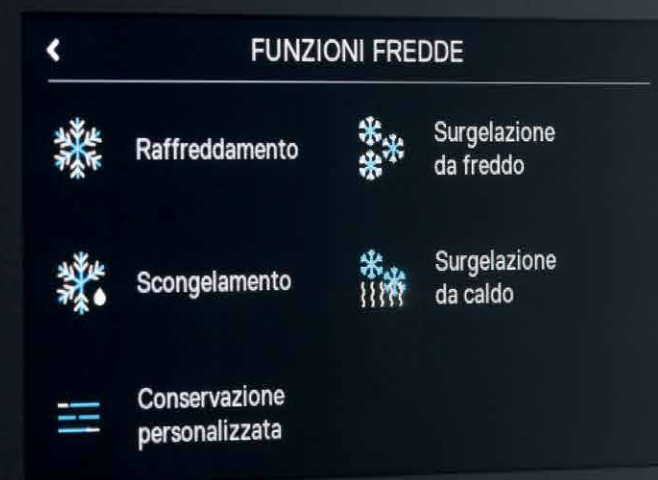 FUNZIONI FREDDE
Raffreddamento
Surgelazione
da freddo
Scongelamento
Surgelazione
da caldo
Conservazione
personalizzata